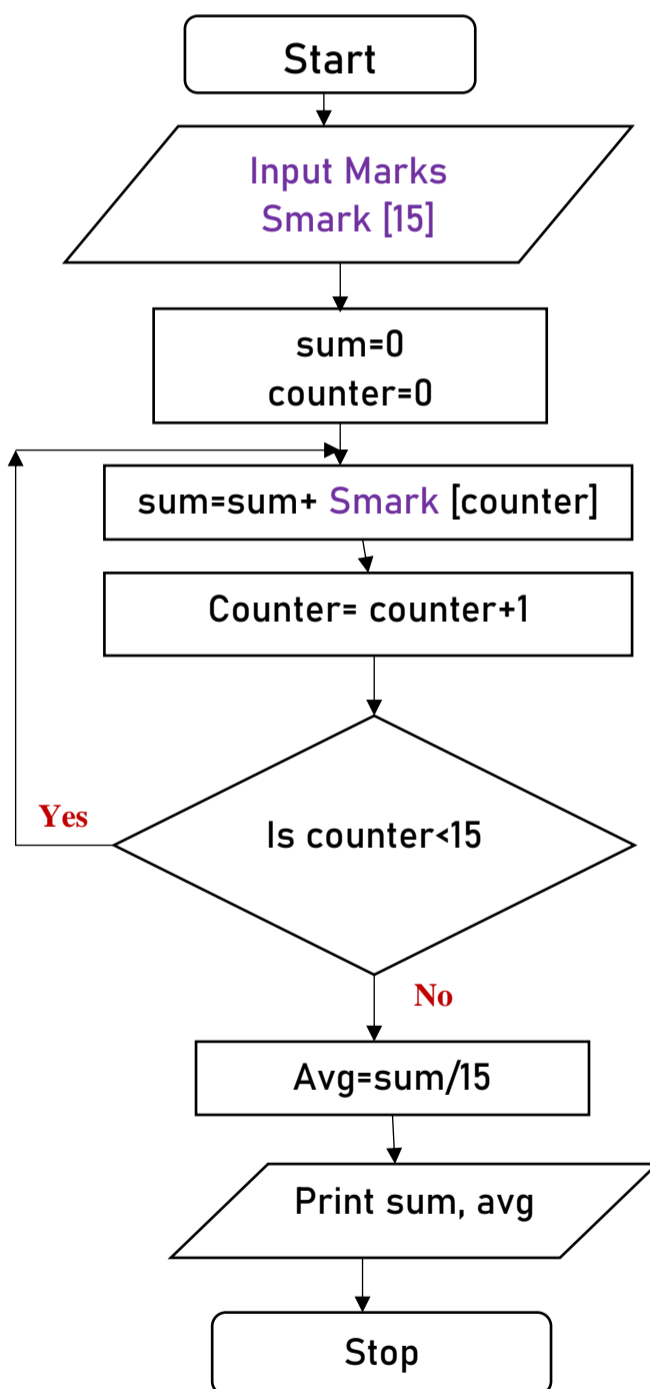 Start
Input Marks
Smark [15]
sum=0
counter=0
sum=sum+ Smark [counter]
Counter= counter+1
Is counter<15
Yes
No
Avg=sum/15
Print sum, avg
Stop